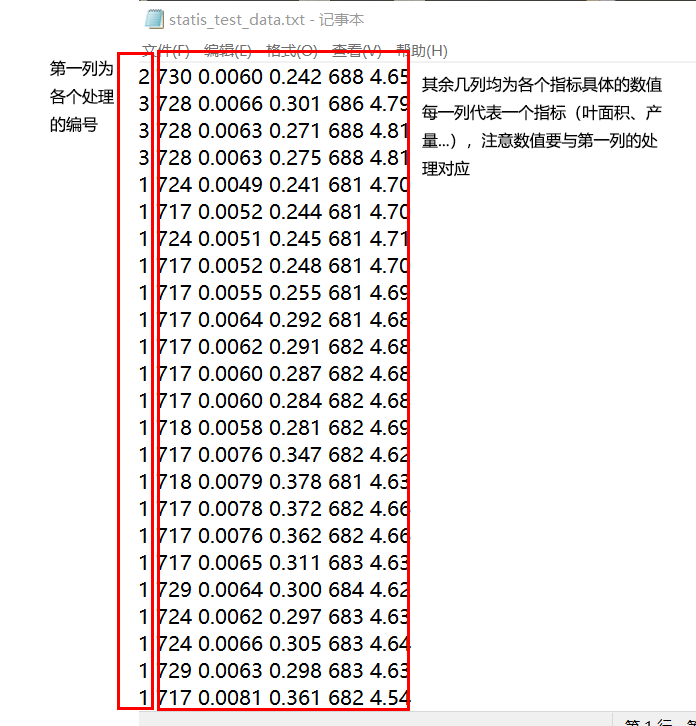 statis_test_data.txt - 记事本
文件(F) 编辑(E) 格式(O) 查看(V) 帮助(H)
第一列为
各个处理
的编号
2 730 0.0060 0.242 688 4.65
3 728 0.0066 0.301 686 4.79
3 728 0.0063 0.271 688 4.81
3 728 0.0063 0.275 688 4.81
1 724 0.0049 0.241 681 4.70
1 717 0.0052 0.244 681 4.70
1 724 0.0051 0.245 681 4.71
1 717 0.0052 0.248 681 4.70
1 717 0.0055 0.255 681 4.69
1 717 0.0064 0.292 681 4.68
1 717 0.0062 0.291 682 4.68
1 717 0.0060 0.287 682 4.68
1 717 0.0060 0.284 682 4.68
1 718 0.0058 0.281 682 4.69
1 717 0.0076 0.347 682 4.62
1 718 0.0079 0.378 681 4.63
1 717 0.0078 0.372 682 4.66
1 717 0.0076 0.362 682 4.66
1 717 0.0065 0.311 683 4.63
1 729 0.0064 0.300 684 4.62
1 724 0.0062 0.297 683 4.63
1 724 0.0066 0.305 683 4.64
1 729 0.0063 0.298 683 4.63
1 717 0.0081 0.361 682 4.54
其余几列均为各个指标具体的数值
每一列代表一个指标（叶面积、产
量...），注意数值要与第一列的处
理对应